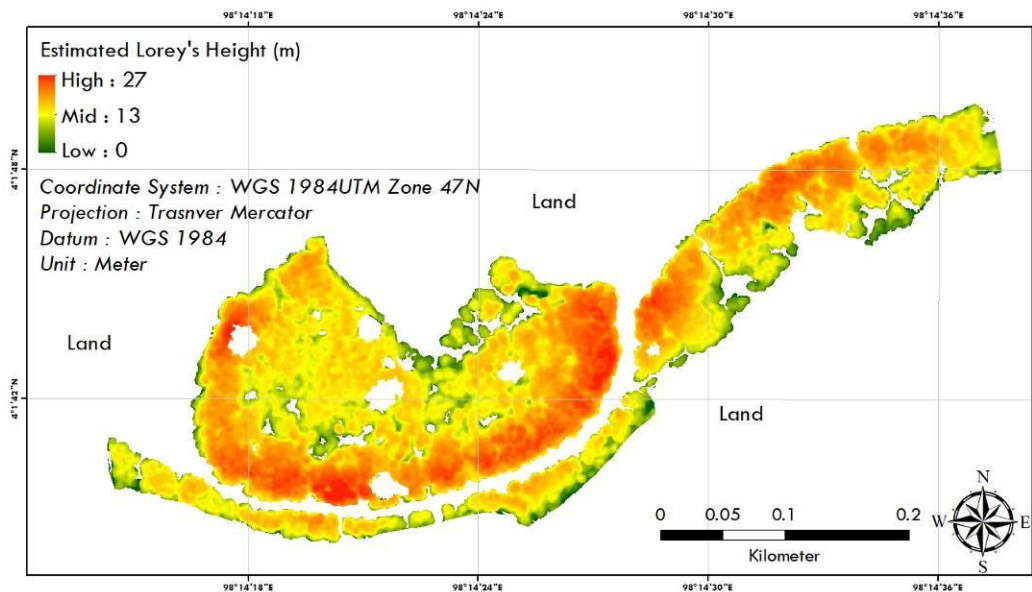 98°14'18"E 98°14'24"E 98°14'30"E 98°14'36"E
Estimated Lorey's Height (m)
High : 27
Mid : 13
Low : 0
4°1'48"N
Coordinate System : WGS 1984UTM Zone 47N
Projection : Trasnver Mercator
Datum : WGS 1984
Unit : Meter
Land
Land
Land
4°1'42"N
N
W E
S
0 0.05 0.1 0.2
Kilometer
98°14'18"E 98°14'24"E 98°14'30"E 98°14'36"E